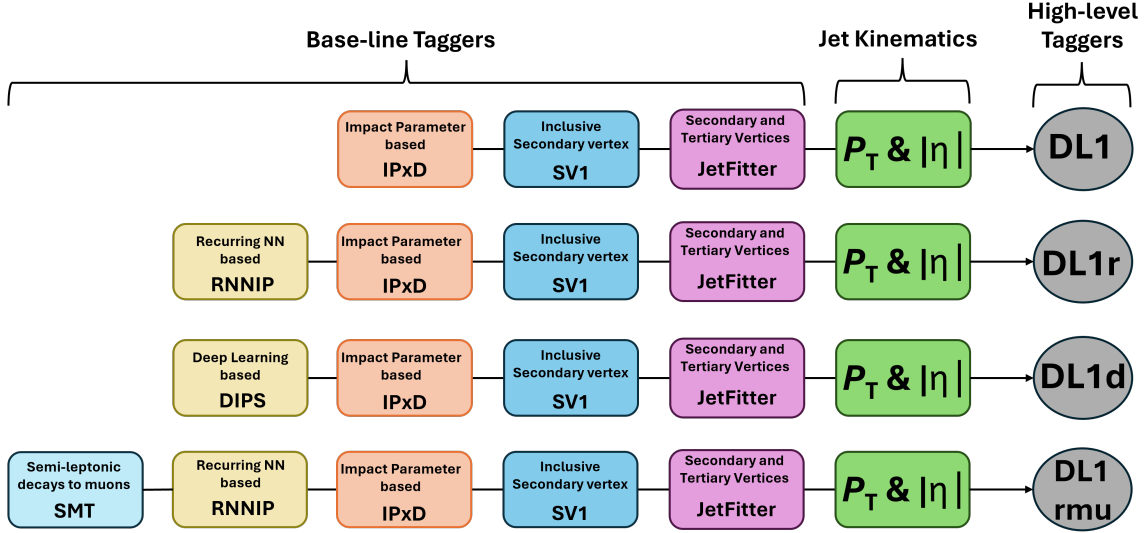 Base-line Taggers
Jet Kinematics
High-level
Taggers
Impact Parameter
based
IPxD
Inclusive
Secondary vertex
SV1
Secondary and
Tertiary Vertices
JetFitter
PT & |η|
DL1
Recurring NN
based
RNNIP
Impact Parameter
based
IPxD
Inclusive
Secondary vertex
SV1
Secondary and
Tertiary Vertices
JetFitter
PT & |η|
DL1r
Deep Learning
based
DIPS
Impact Parameter
based
IPxD
Inclusive
Secondary vertex
SV1
Secondary and
Tertiary Vertices
JetFitter
PT & |η|
DL1d
Semi-leptonic
decays to muons
SMT
Recurring NN
based
RNNIP
Impact Parameter
based
IPxD
Inclusive
Secondary vertex
SV1
Secondary and
Tertiary Vertices
JetFitter
PT & |η|
DL1
rmu